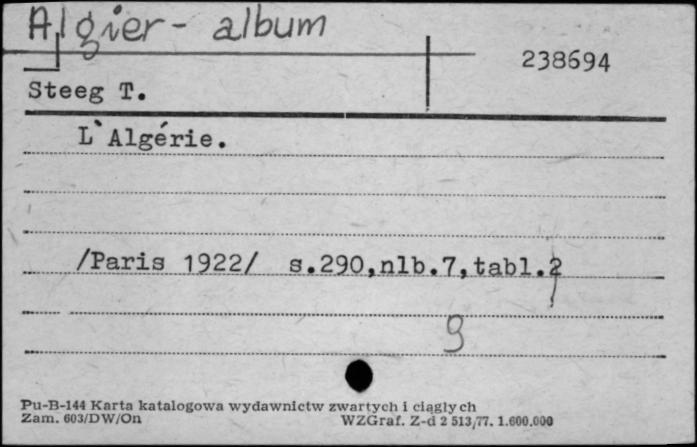 Algier- album
238694
Steeg T.
L`Algérie.
/Paris 1922/ s.290,nlb.7,tabl.2
9
Pu-B-144 Karta katalogowa wydawnictw zwartych i ciągłych
Zam. 603/DW/On WZGraf. Z-d 2 513/77. 1.600.000